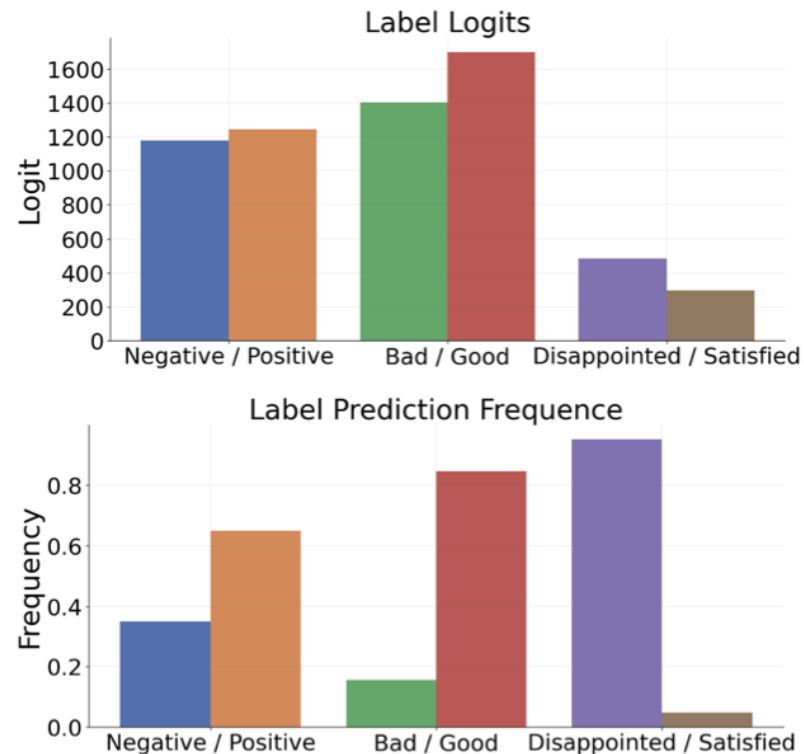 Label Logits
1600
1400
1200
1000
800
600
400
200
0
Logit
Negative / Positive
Bad / Good
Disappointed / Satisfied
Label Prediction Frequence
0.8
0.6
0.4
0.2
0.0
Frequency
Negative / Positive
Bad / Good
Disappointed / Satisfied